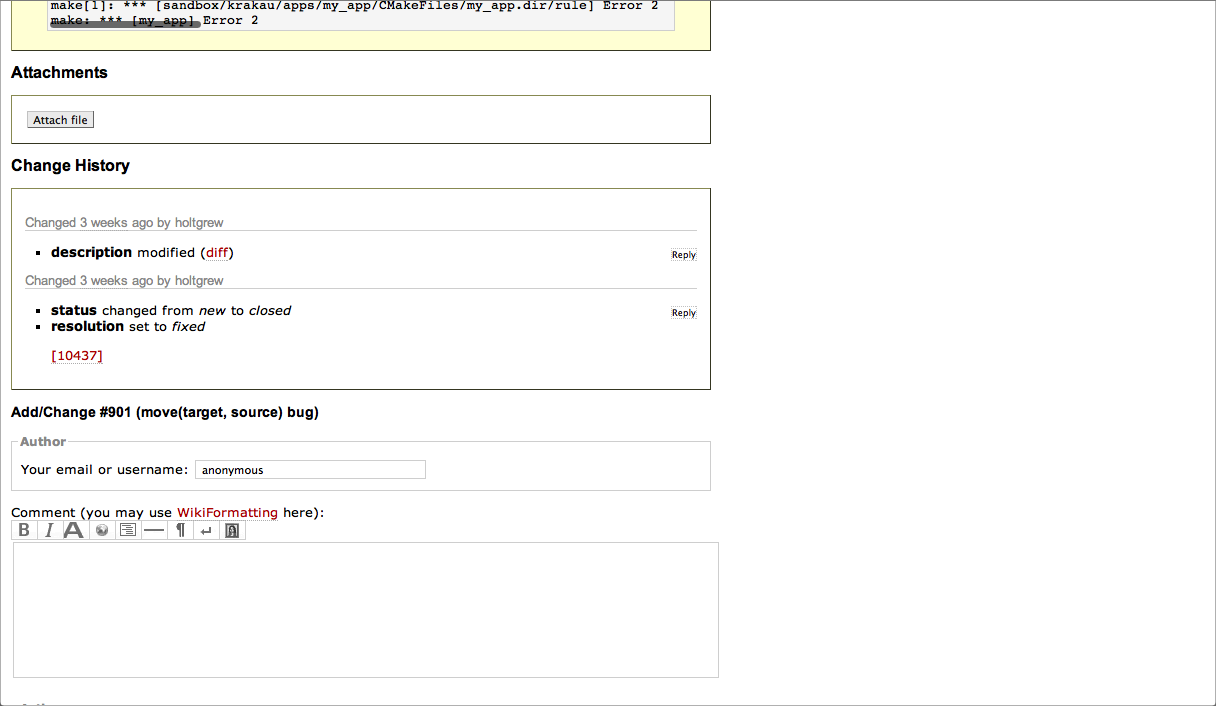 make[1]: *** [sandbox/krakau/apps/my_app/CMakeFiles/my_app.dir/rule] Error 2
make: *** [my_app] Error 2
Attachments
Attach file
Change History
Changed 3 weeks ago by holtgrew
description modified (diff)
Reply
Changed 3 weeks ago by holtgrew
status changed from new to closed
Reply
resolution set to fixed
[10437]
Add/Change #901 (move(target, source) bug)
Author
Your email or username: anonymous
Comment (you may use WikiFormatting here):
B I A ¶ ↵